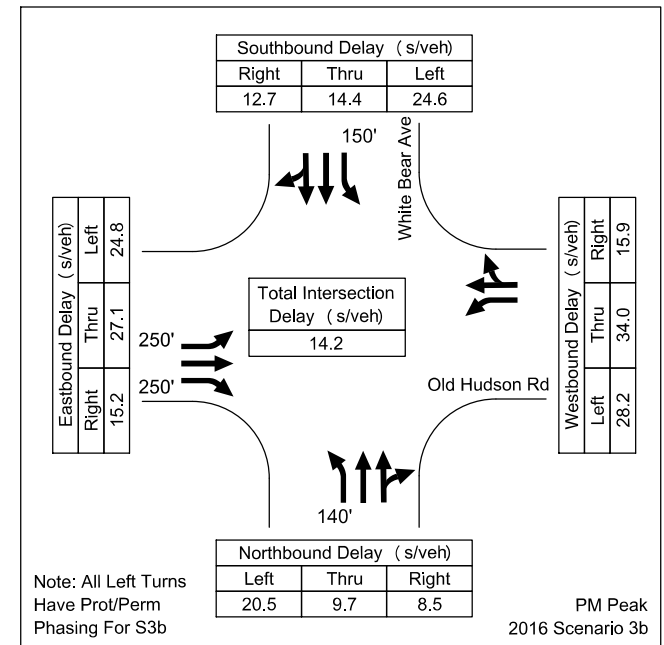 Southbound Delay ( s/veh)
Right Thru Left
12.7 14.4 24.6
150'
White Bear Ave
Eastbound Delay ( s/veh)
Left Thru Right
24.8 27.1 15.2
250'
250'
Total Intersection
Delay ( s/veh)
14.2
Westbound Delay ( s/veh)
Right Thru Left
15.9 34.0 28.2
Old Hudson Rd
140'
Northbound Delay ( s/veh)
Left Thru Right
20.5 9.7 8.5
Note: All Left Turns
Have Prot/Perm
Phasing For S3b
PM Peak
2016 Scenario 3b